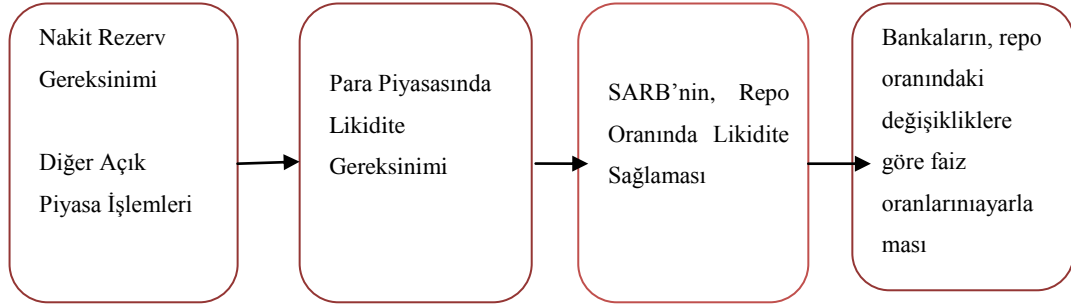 Nakit Rezerv
Gereksinimi
Diğer Açık
Piyasa İşlemleri
Para Piyasasında
Likidite
Gereksinimi
SARB’nin, Repo
Oranında Likidite
Sağlaması
Bankaların, repo
oranındaki
değişikliklere
göre faiz
oranlarınıayarla
ması